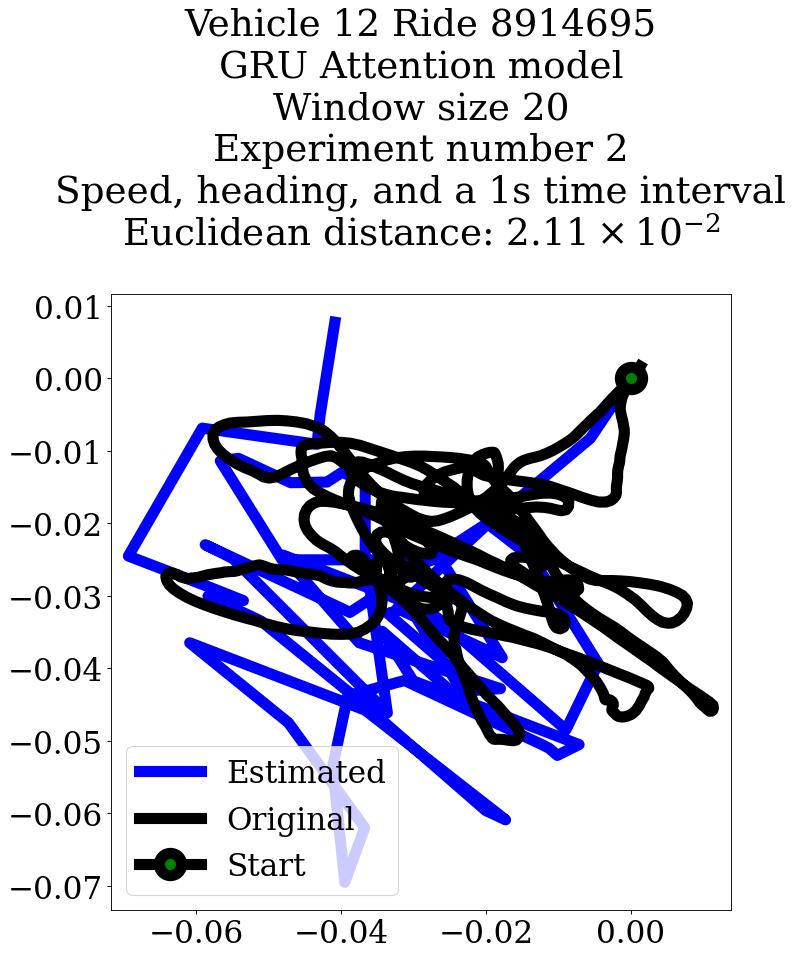 Vehicle 12 Ride 8914695
GRU Attention model
Window size 20
Experiment number 2
Speed, heading, and a 1s time interval
Euclidean distance: 2.11 × 10⁻²
0.01
0.00
−0.01
−0.02
−0.03
−0.04
−0.05
−0.06
−0.07
Estimated
Original
Start
−0.06 −0.04 −0.02 0.00